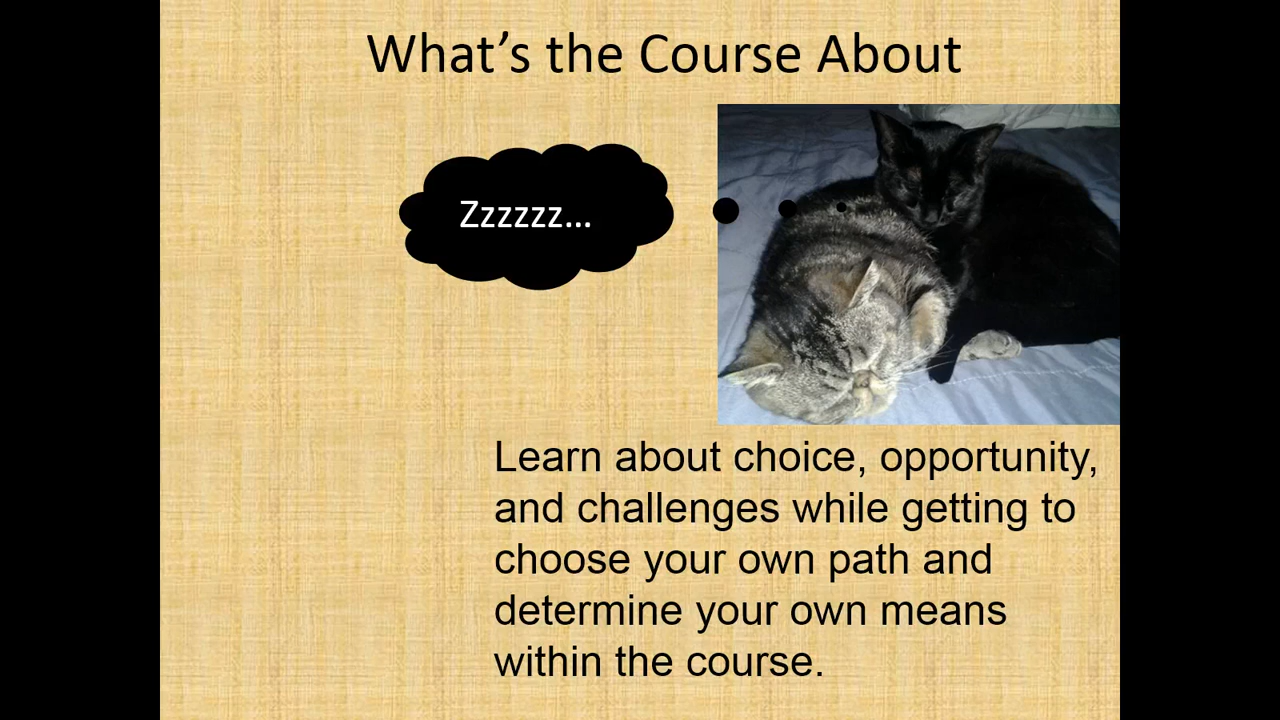 What’s the Course About
Zzzzzz...
Learn about choice, opportunity,
and challenges while getting to
choose your own path and
determine your own means
within the course.